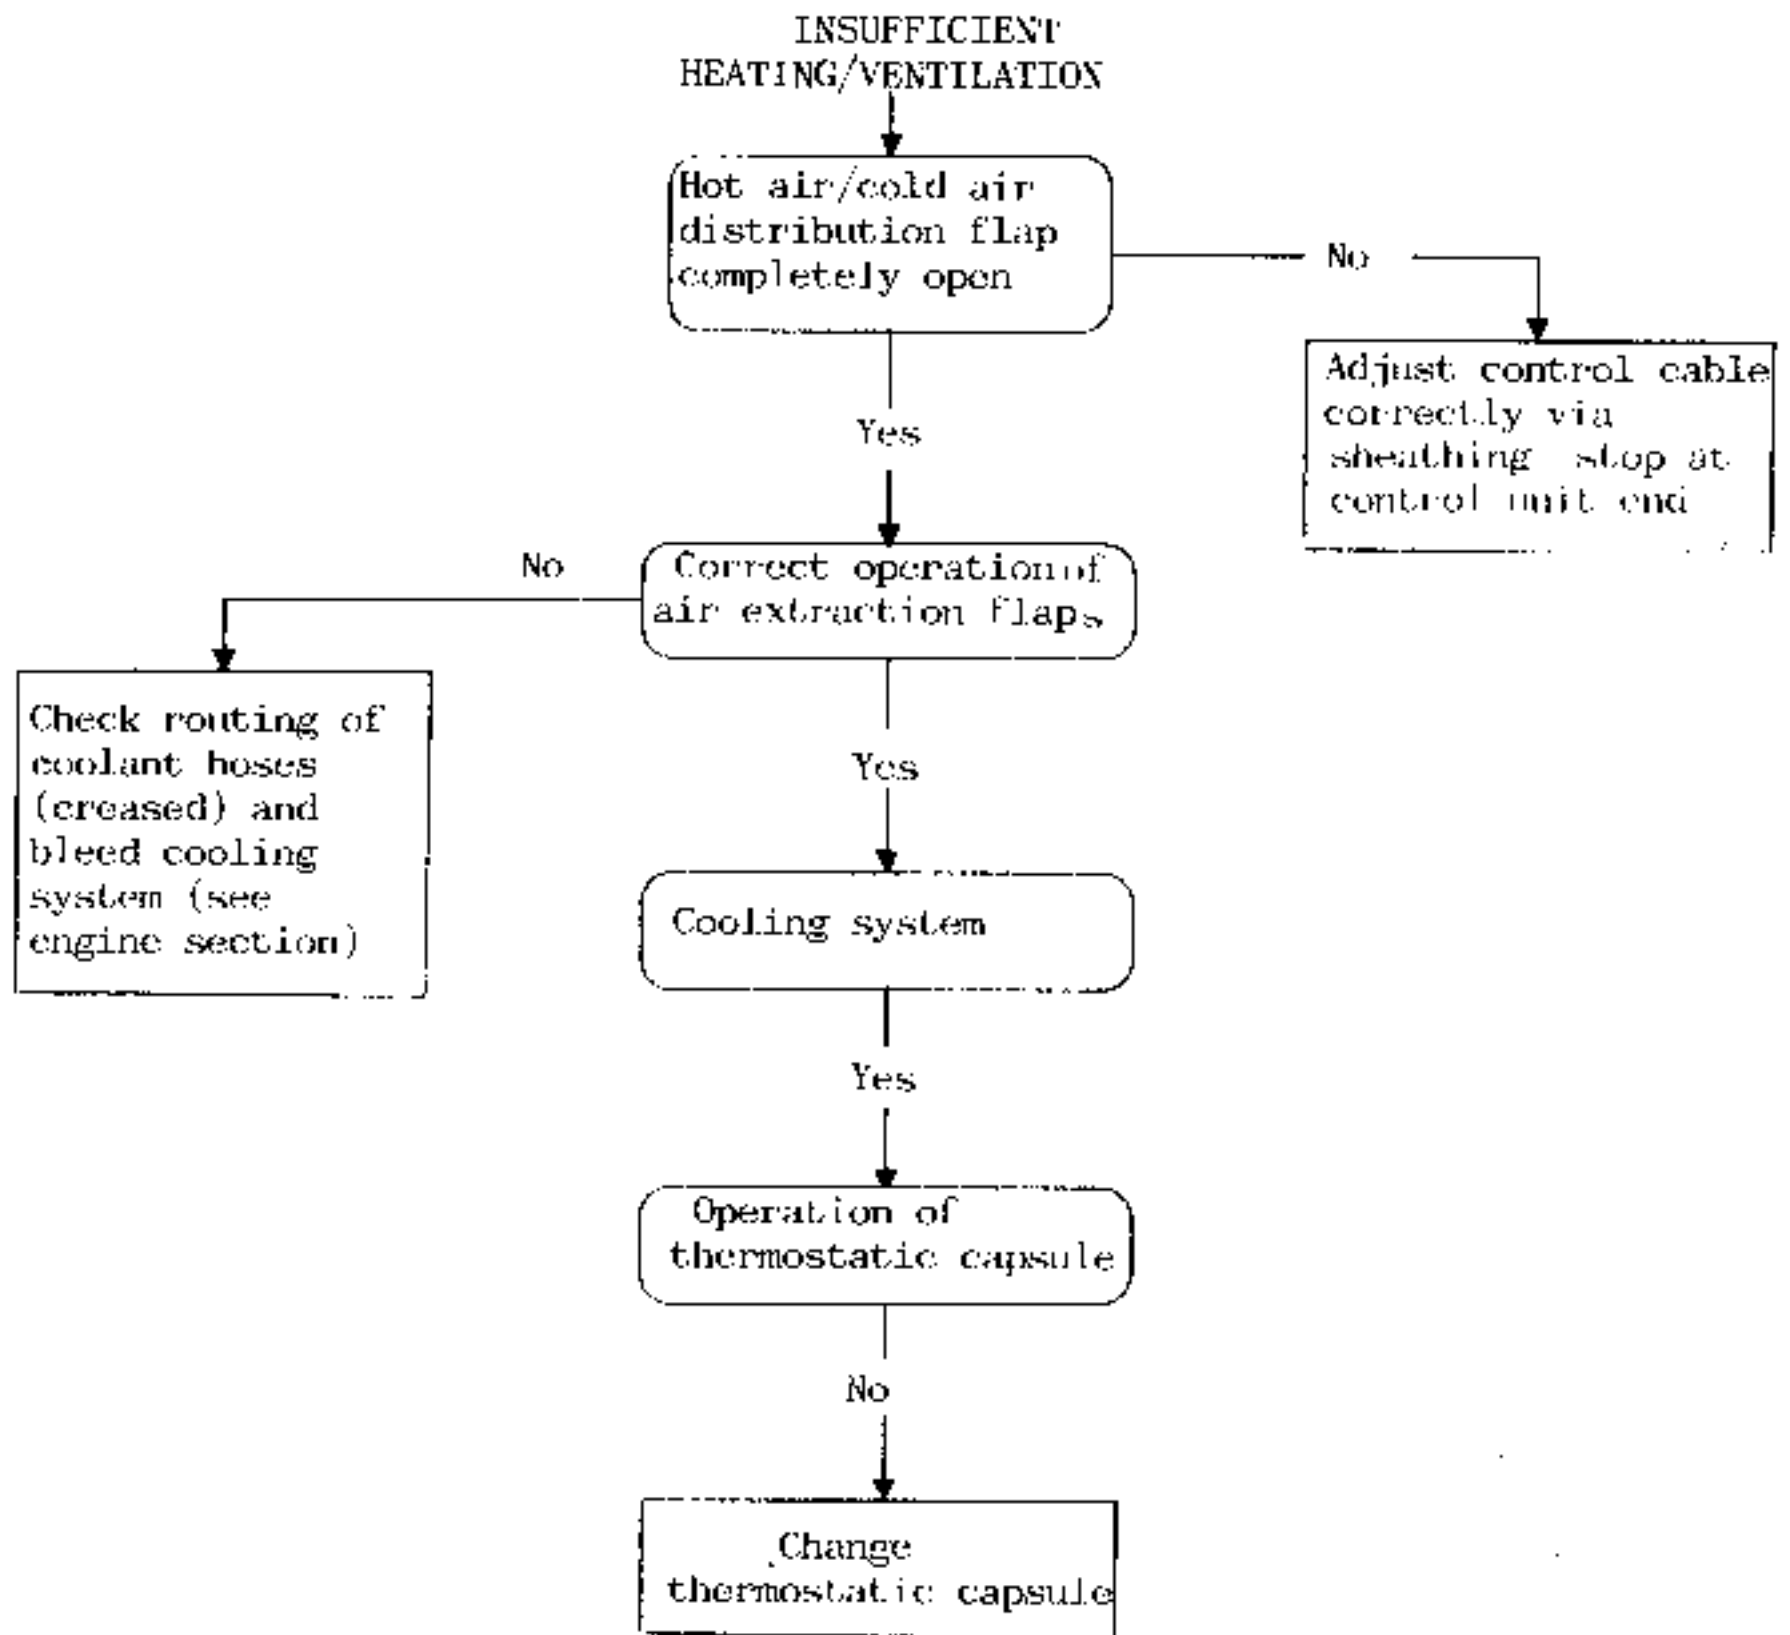 INSUFFICIENT
HEATING/VENTILATION
Hot air/cold air
distribution flap
completely open
No
Adjust control cable
correctly via
sheathing stop at
control unit end
Yes
Correct operation of
air extraction flaps
No
Check routing of
coolant hoses
(creased) and
bleed cooling
system (see
engine section)
Yes
Cooling system
Yes
Operation of
thermostatic capsule
No
Change
thermostatic capsule